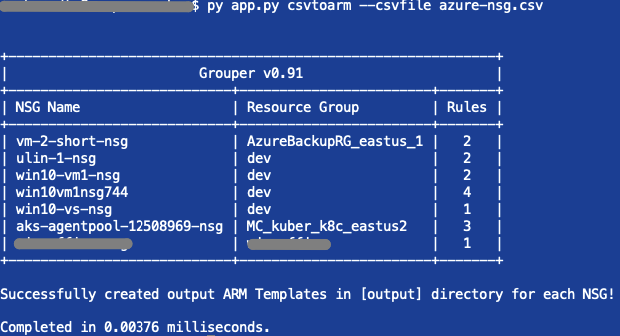 $ py app.py csvtoarm --csvfile azure-nsg.csv
Grouper v0.91
NSG Name | Resource Group | Rules
vm-2-short-nsg | AzureBackupRG_eastus_1 | 2
ulin-1-nsg | dev | 2
win10-vm1-nsg | dev | 2
win10vm1nsg744 | dev | 4
win10-vs-nsg | dev | 1
aks-agentpool-12508969-nsg | MC_kuber_k8c_eastus2 | 3
| 1
Successfully created output ARM Templates in [output] directory for each NSG!
Completed in 0.00376 milliseconds.